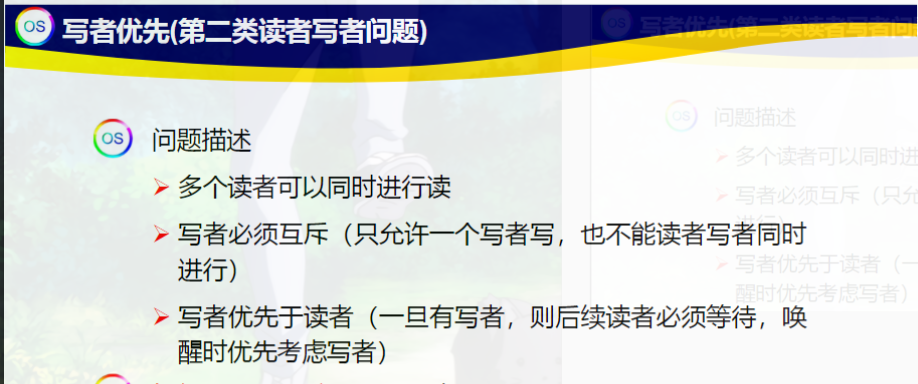 OS 写者优先(第二类读者写者问题)
OS 问题描述
多个读者可以同时进行读
写者必须互斥（只允许一个写者写，也不能读者写者同时
进行）
写者优先于读者（一旦有写者，则后续读者必须等待，唤
醒时优先考虑写者）
OS 写者优先(第二类读者写者问
OS 问题描述
多个读者可以同时进
写者必须互斥（只允
进行）
写者优先于读者（一
醒时优先考虑写者）